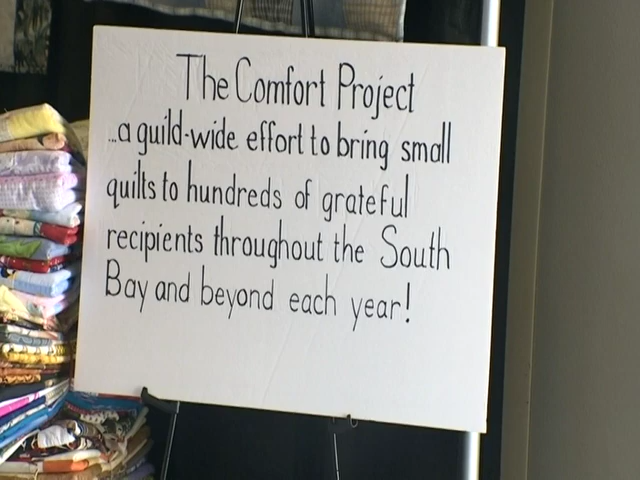 The Comfort Project
...a guild-wide effort to bring small
quilts to hundreds of grateful
recipients throughout the South
Bay and beyond each year!